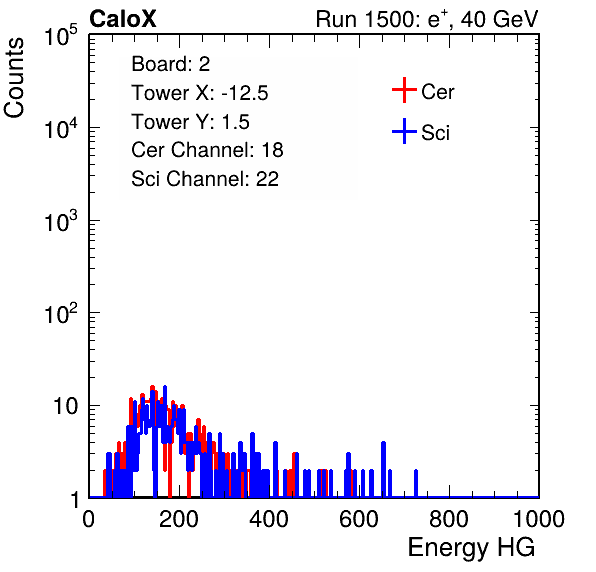 CaloX Run 1500: e⁺, 40 GeV
Counts
Board: 2
Tower X: -12.5
Tower Y: 1.5
Cer Channel: 18
Sci Channel: 22
Cer
Sci
10⁵
10⁴
10³
10²
10
1
0 200 400 600 800 1000
Energy HG